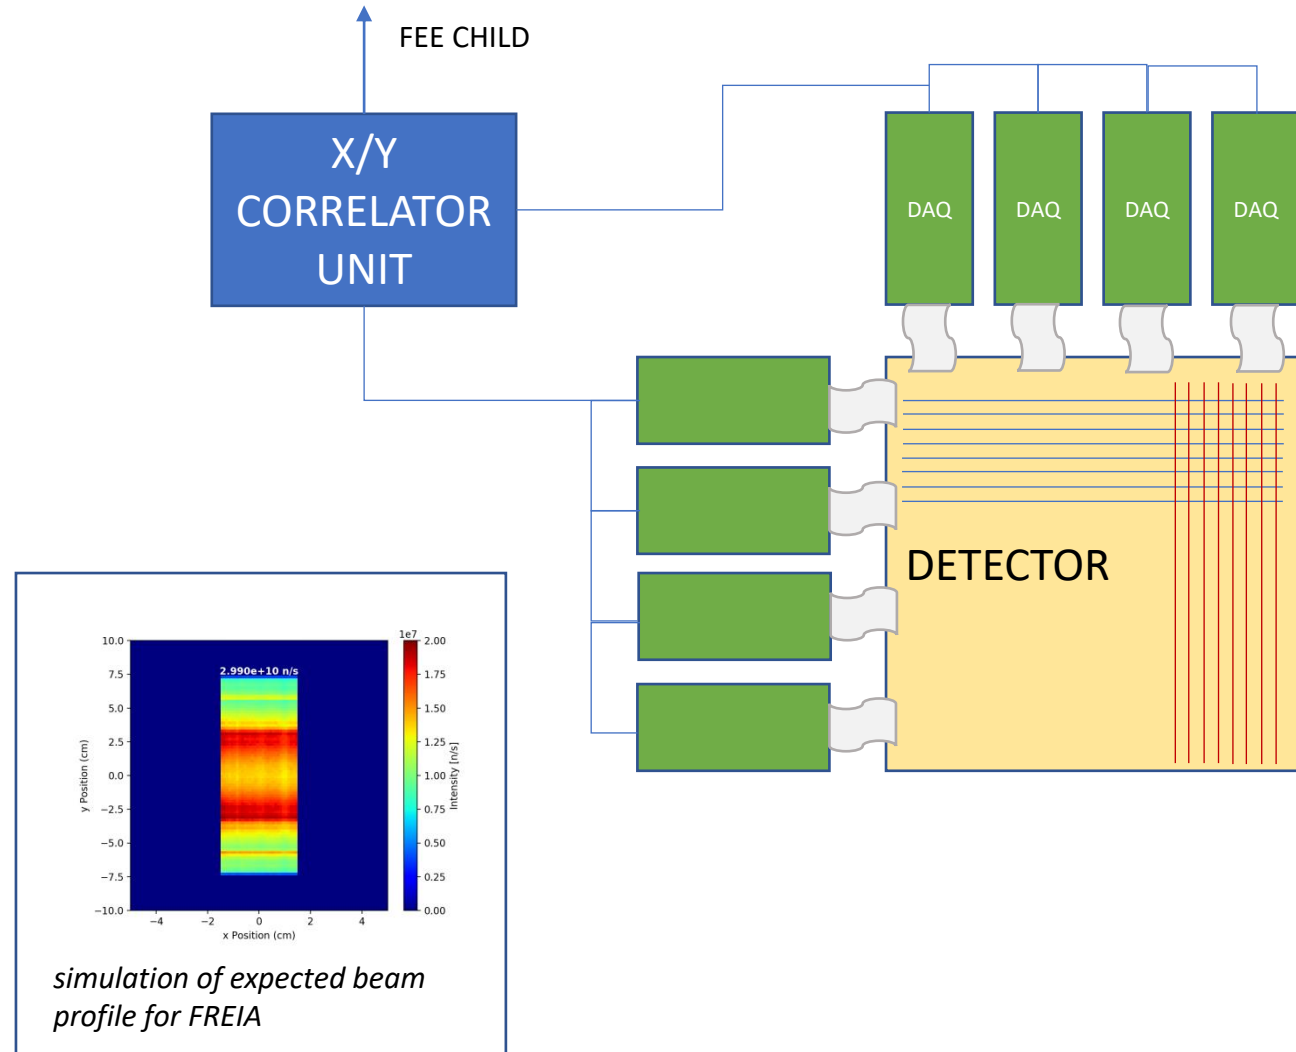 FEE CHILD
X/Y
CORRELATOR
UNIT
DAQ
DAQ
DAQ
DAQ
DETECTOR
1e7
10.0
7.5
5.0
2.5
0.0
−2.5
−5.0
−7.5
−10.0
y Position (cm)
2.990e+10 n/s
−4
−2
0
2
4
x Position (cm)
2.00
1.75
1.50
1.25
1.00
0.75
0.50
0.25
0.00
Intensity [n/s]
simulation of expected beam
profile for FREIA